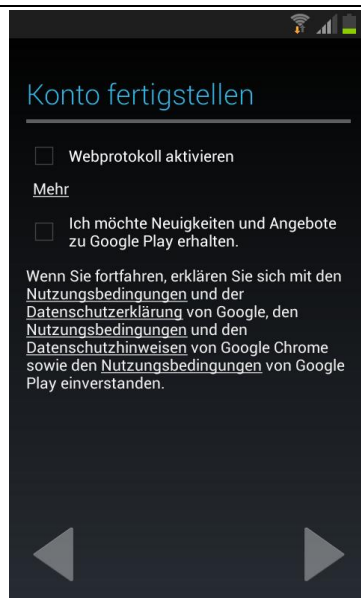 Konto fertigstellen
Webprotokoll aktivieren
Mehr
Ich möchte Neuigkeiten und Angebote
zu Google Play erhalten.
Wenn Sie fortfahren, erklären Sie sich mit den
Nutzungsbedingungen und der
Datenschutzerklärung von Google, den
Nutzungsbedingungen und den
Datenschutzhinweisen von Google Chrome
sowie den Nutzungsbedingungen von Google
Play einverstanden.